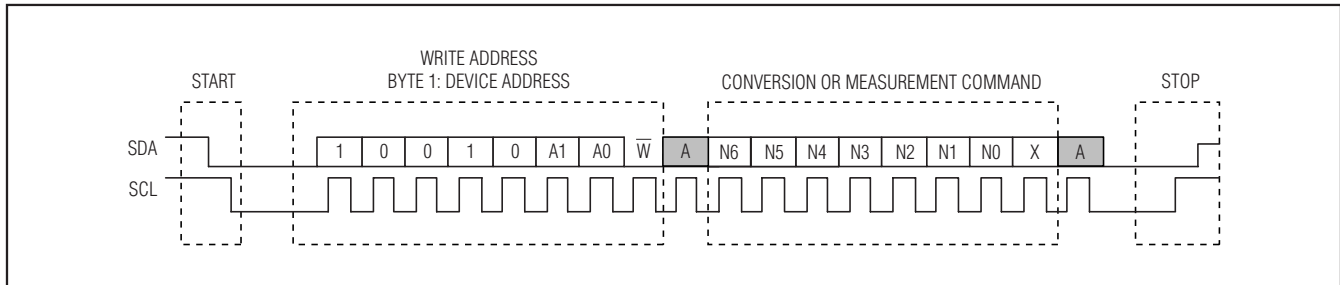 WRITE ADDRESS
START BYTE 1: DEVICE ADDRESS CONVERSION OR MEASUREMENT COMMAND STOP
SDA 1 0 0 1 0 A1 A0 W̅ A N6 N5 N4 N3 N2 N1 N0 X A
SCL